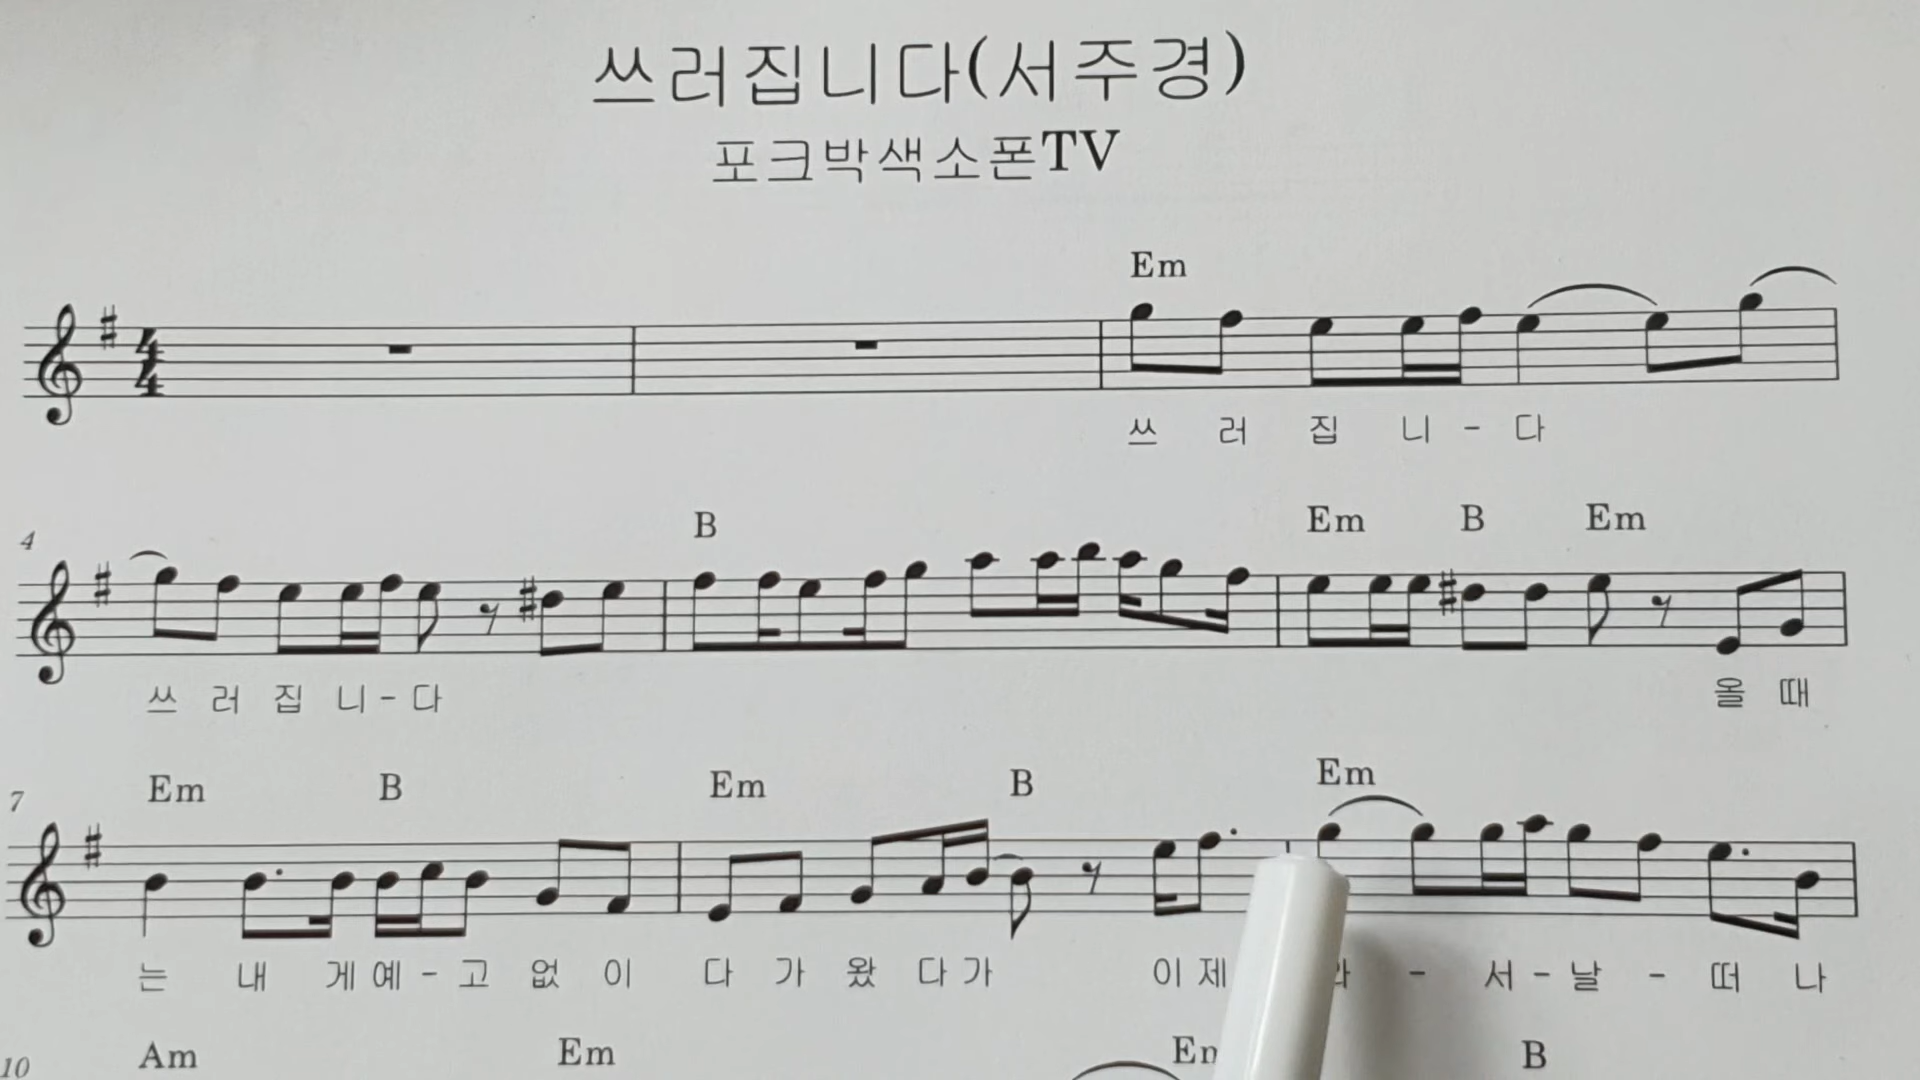 쓰러집니다(서주경)
포크박색소폰TV
Em
4/4
쓰 러 집 니 - 다
4
B Em B Em
쓰 러 집 니 - 다 올 때
7
Em B Em B Em
는 내 게 예 - 고 없 이 다 가 왔 다 가 이 제 - 서 - 날 - 떠 나
10
Am Em B